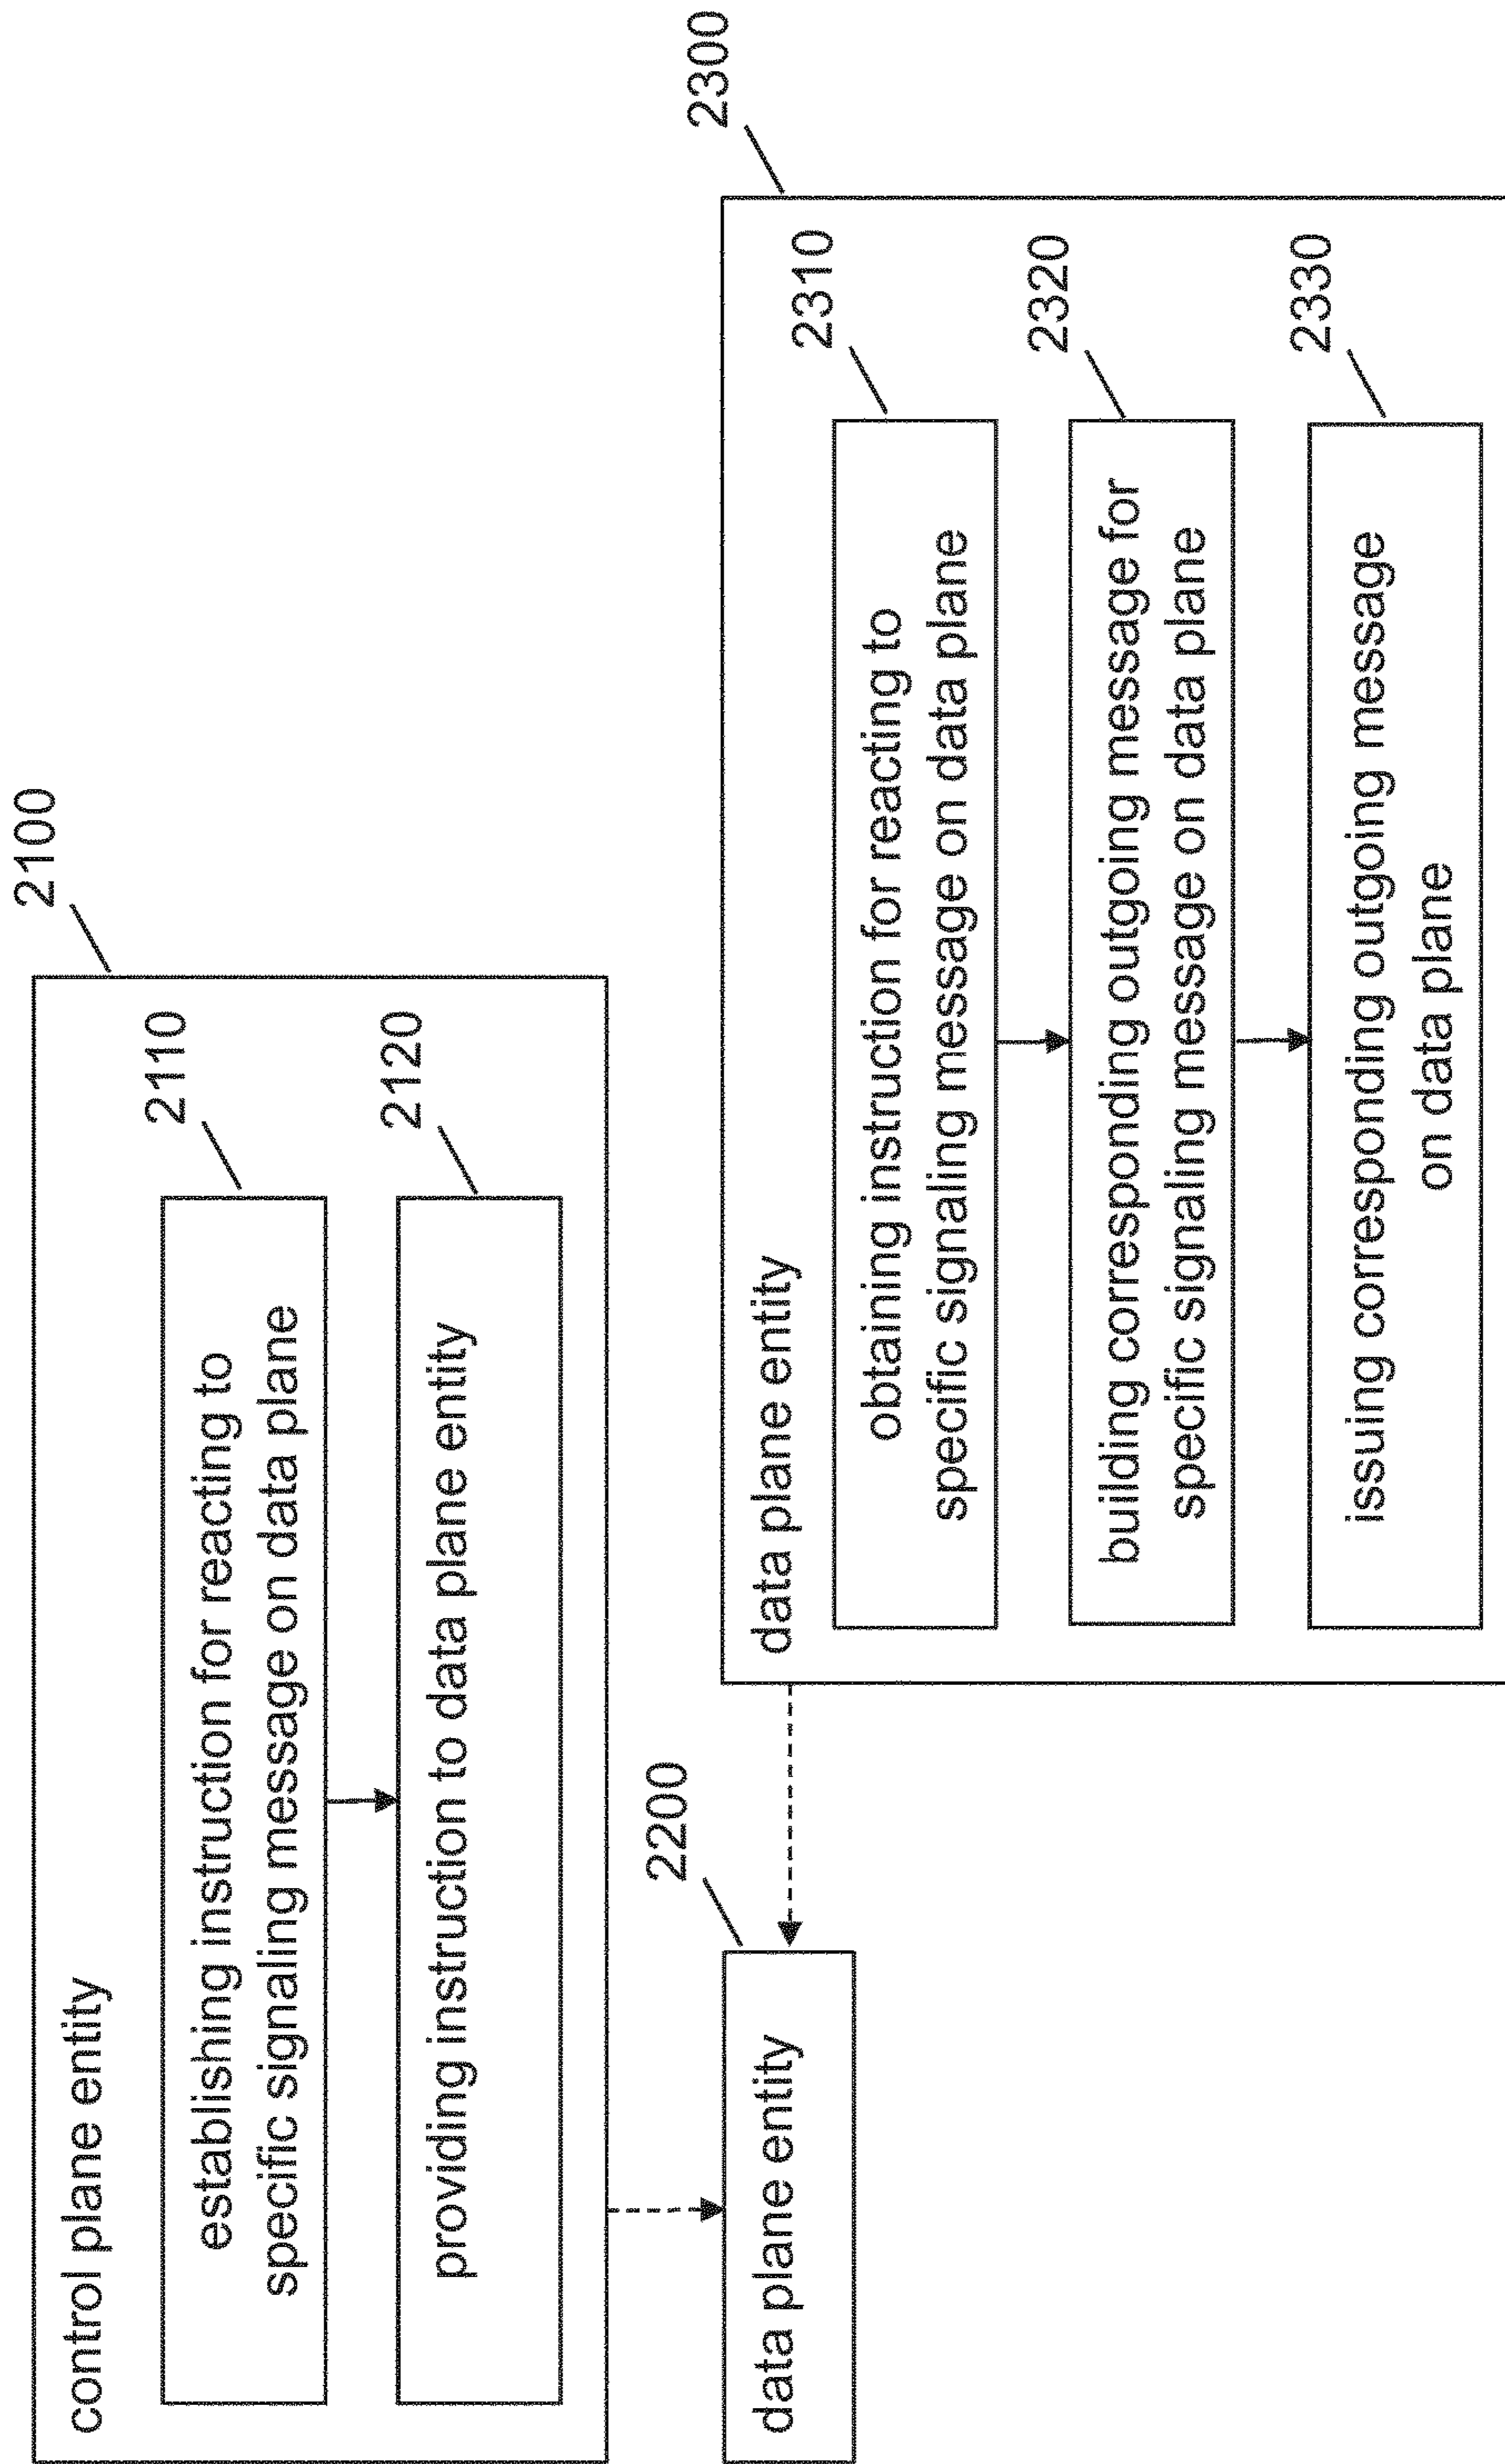 2100
control plane entity
2110
establishing instruction for reacting to
specific signaling message on data plane
2120
providing instruction to data plane entity
2200
data plane entity
2300
data plane entity
2310
obtaining instruction for reacting to
specific signaling message on data plane
2320
building corresponding outgoing message for
specific signaling message on data plane
2330
issuing corresponding outgoing message
on data plane